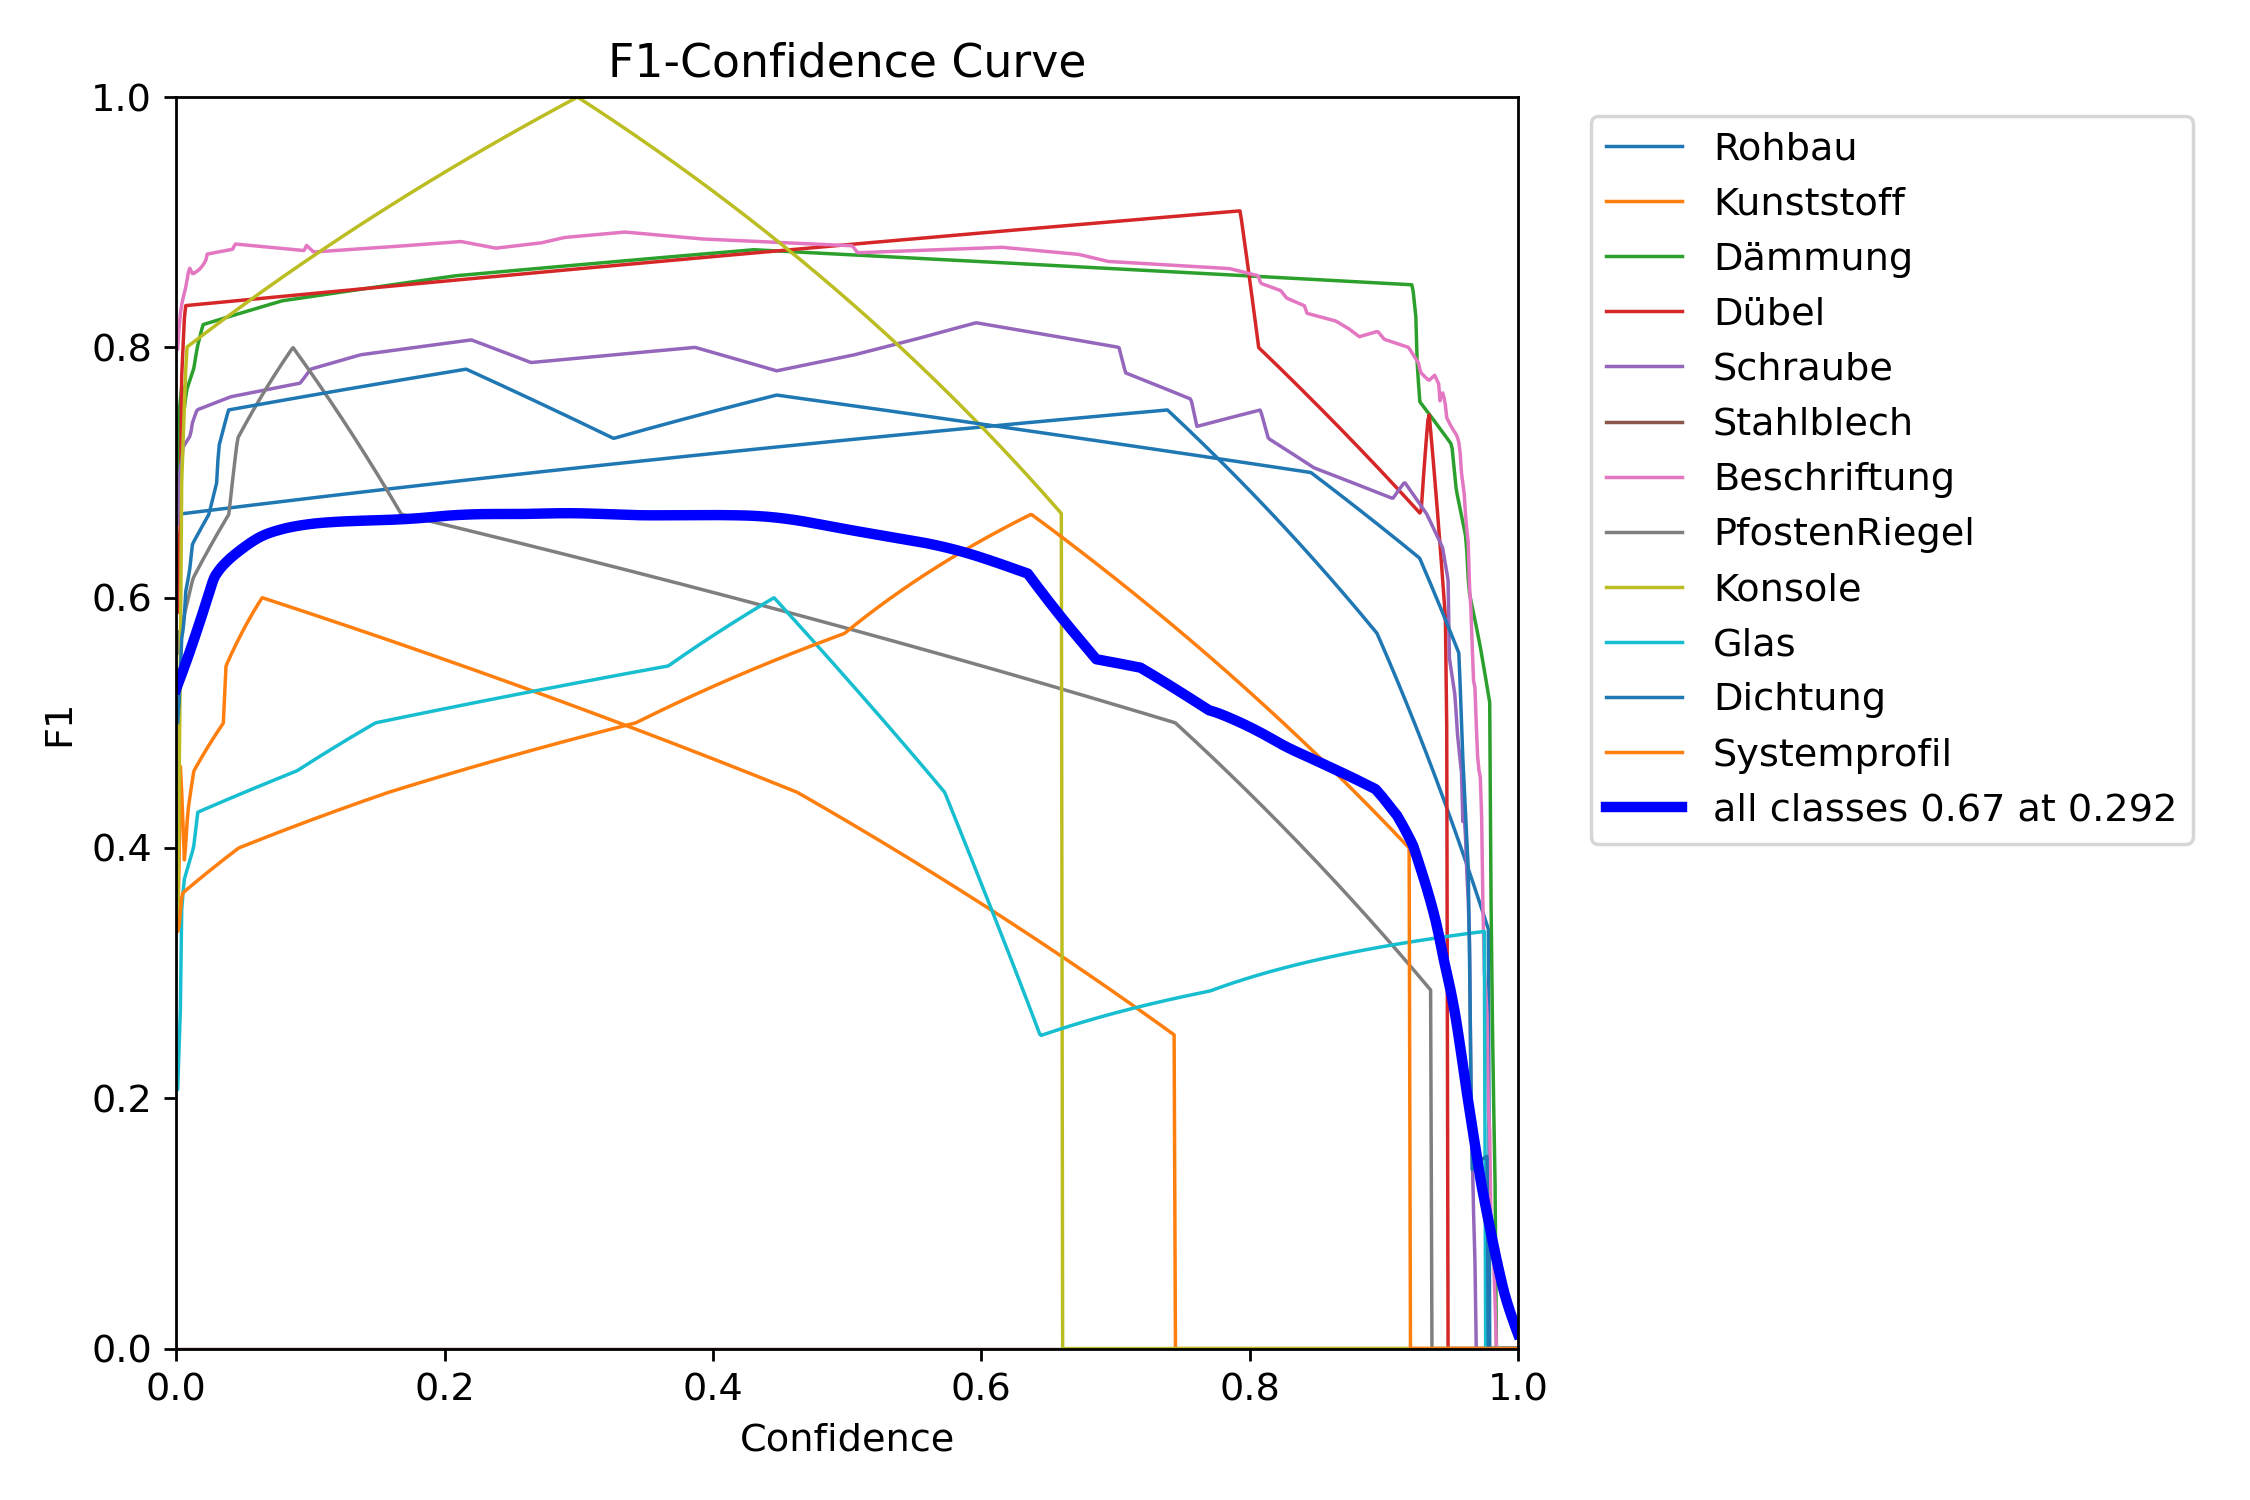 F1-Confidence Curve
1.0
0.8
0.6
0.4
0.2
0.0
F1
0.0 0.2 0.4 0.6 0.8 1.0
Confidence
Rohbau
Kunststoff
Dämmung
Dübel
Schraube
Stahlblech
Beschriftung
PfostenRiegel
Konsole
Glas
Dichtung
Systemprofil
all classes 0.67 at 0.292